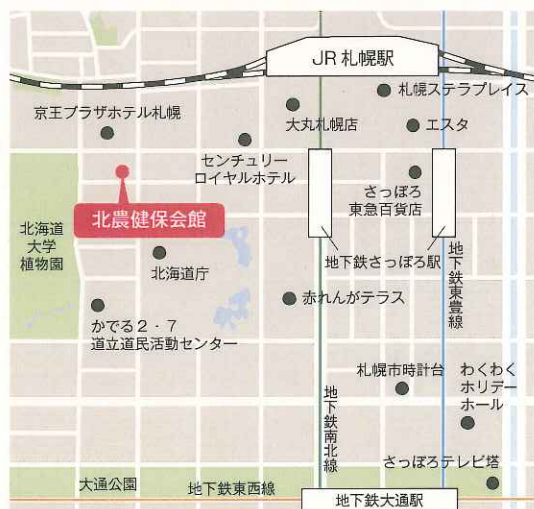 JR札幌駅
札幌ステラプレイス
京王プラザホテル札幌
大丸札幌店
エスタ
センチュリー
ロイヤルホテル
さっぽろ
東急百貨店
北農健保会館
北海道
大学
植物園
北海道庁
地下鉄さっぽろ駅
地下鉄東豊線
赤れんがテラス
かでる2・7
道立道民活動センター
札幌市時計台
わくわく
ホリデー
ホール
地下鉄南北線
さっぽろテレビ塔
大通公園
地下鉄東西線
地下鉄大通駅